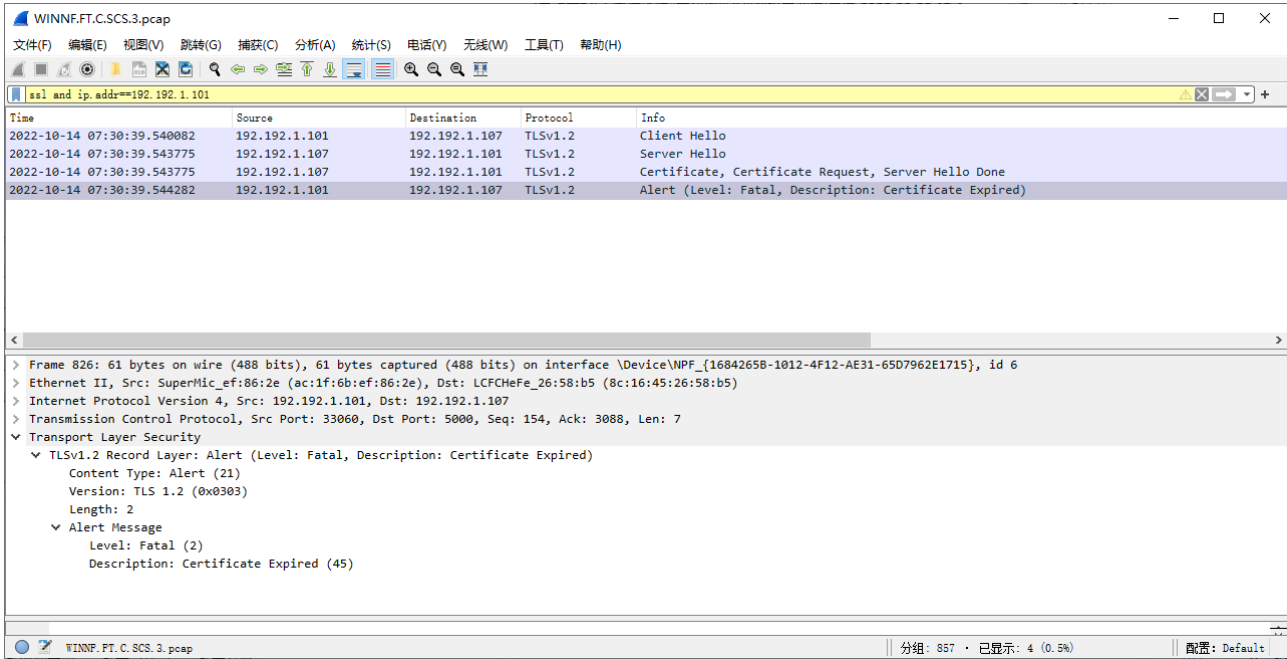 WINNF.FT.C.SCS.3.pcap
文件(F) 编辑(E) 视图(V) 跳转(G) 捕获(C) 分析(A) 统计(S) 电话(Y) 无线(W) 工具(T) 帮助(H)
ssl and ip.addr==192.192.1.101
Time Source Destination Protocol Info
2022-10-14 07:30:39.540082 192.192.1.101 192.192.1.107 TLSv1.2 Client Hello
2022-10-14 07:30:39.543775 192.192.1.107 192.192.1.101 TLSv1.2 Server Hello
2022-10-14 07:30:39.543775 192.192.1.107 192.192.1.101 TLSv1.2 Certificate, Certificate Request, Server Hello Done
2022-10-14 07:30:39.544282 192.192.1.101 192.192.1.107 TLSv1.2 Alert (Level: Fatal, Description: Certificate Expired)
Frame 826: 61 bytes on wire (488 bits), 61 bytes captured (488 bits) on interface \Device\NPF_{1684265B-1012-4F12-AE31-65D7962E1715}, id 6
Ethernet II, Src: SuperMic_ef:86:2e (ac:1f:6b:ef:86:2e), Dst: LCFCHeFe_26:58:b5 (8c:16:45:26:58:b5)
Internet Protocol Version 4, Src: 192.192.1.101, Dst: 192.192.1.107
Transmission Control Protocol, Src Port: 33060, Dst Port: 5000, Seq: 154, Ack: 3088, Len: 7
Transport Layer Security
TLSv1.2 Record Layer: Alert (Level: Fatal, Description: Certificate Expired)
Content Type: Alert (21)
Version: TLS 1.2 (0x0303)
Length: 2
Alert Message
Level: Fatal (2)
Description: Certificate Expired (45)
WINNF.FT.C.SCS.3.pcap 分组: 857 · 已显示: 4 (0.5%) 配置: Default